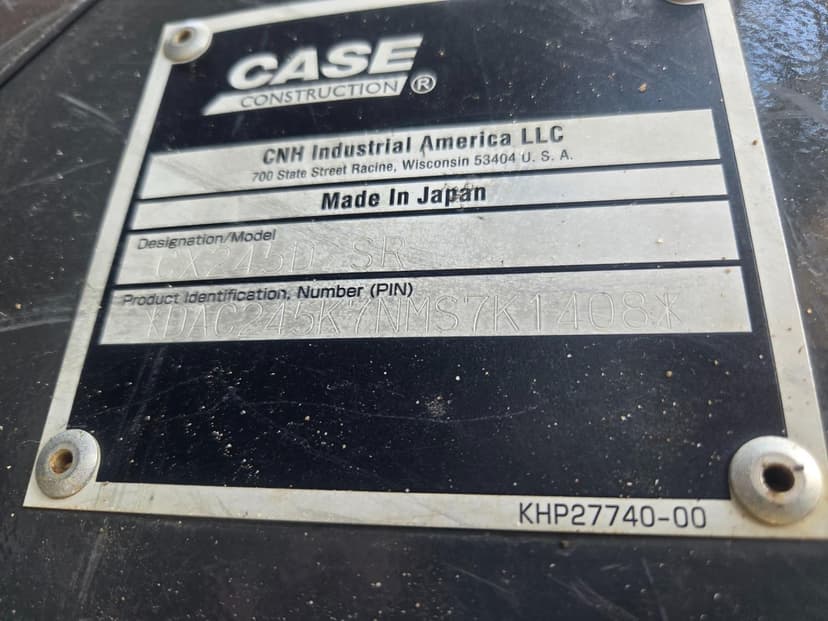 CASE
CONSTRUCTION ®
CNH Industrial America LLC
700 State Street Racine, Wisconsin 53404 U. S. A.
Made In Japan
Designation/Model
CX245D SR
Product Identification, Number (PIN)
*DAC245K7NMS7K1408*
KHP27740-00